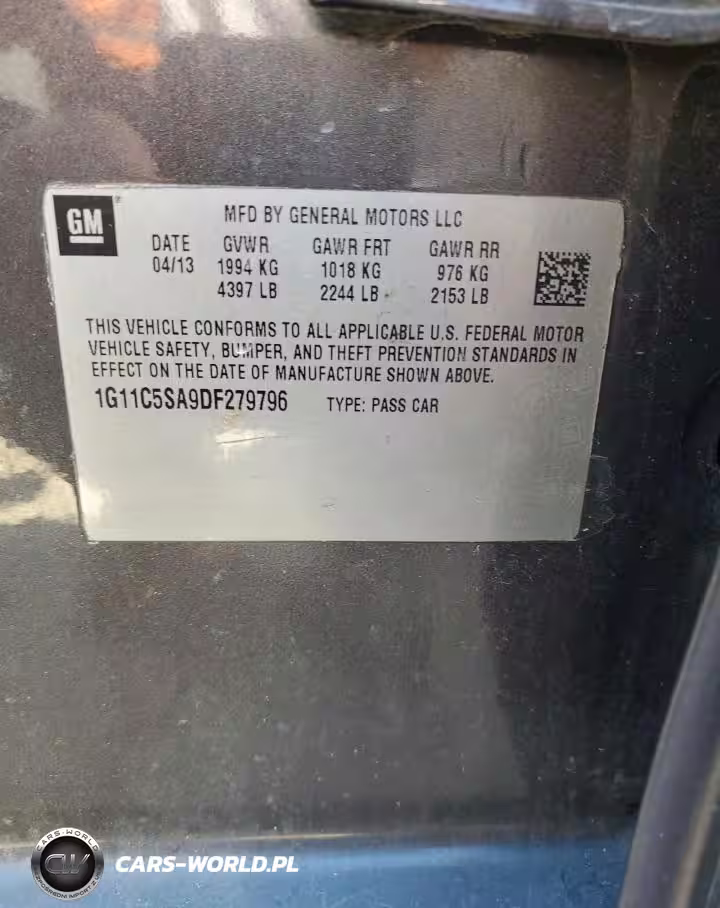 GM
MFD BY GENERAL MOTORS LLC
DATE GVWR GAWR FRT GAWR RR
04/13 1994 KG 1018 KG 976 KG
4397 LB 2244 LB 2153 LB
THIS VEHICLE CONFORMS TO ALL APPLICABLE U.S. FEDERAL MOTOR
VEHICLE SAFETY, BUMPER, AND THEFT PREVENTION STANDARDS IN
EFFECT ON THE DATE OF MANUFACTURE SHOWN ABOVE.
1G11C5SA9DF279796 TYPE: PASS CAR
CARS-WORLD
CW
CARS-WORLD.PL